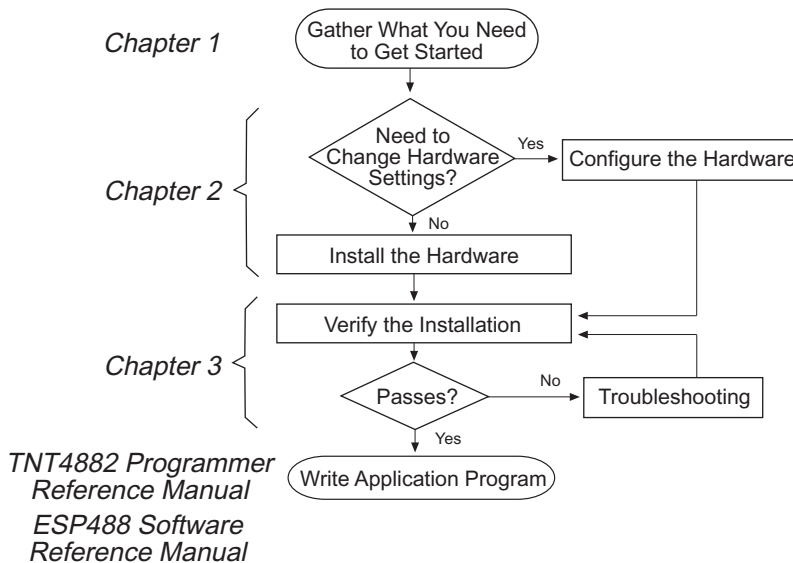 Chapter 1
Gather What You Need
to Get Started
Chapter 2
Need to
Change Hardware
Settings?
Yes
Configure the Hardware
No
Install the Hardware
Chapter 3
Verify the Installation
Passes?
No
Troubleshooting
Yes
TNT4882 Programmer
Reference Manual
Write Application Program
ESP488 Software
Reference Manual